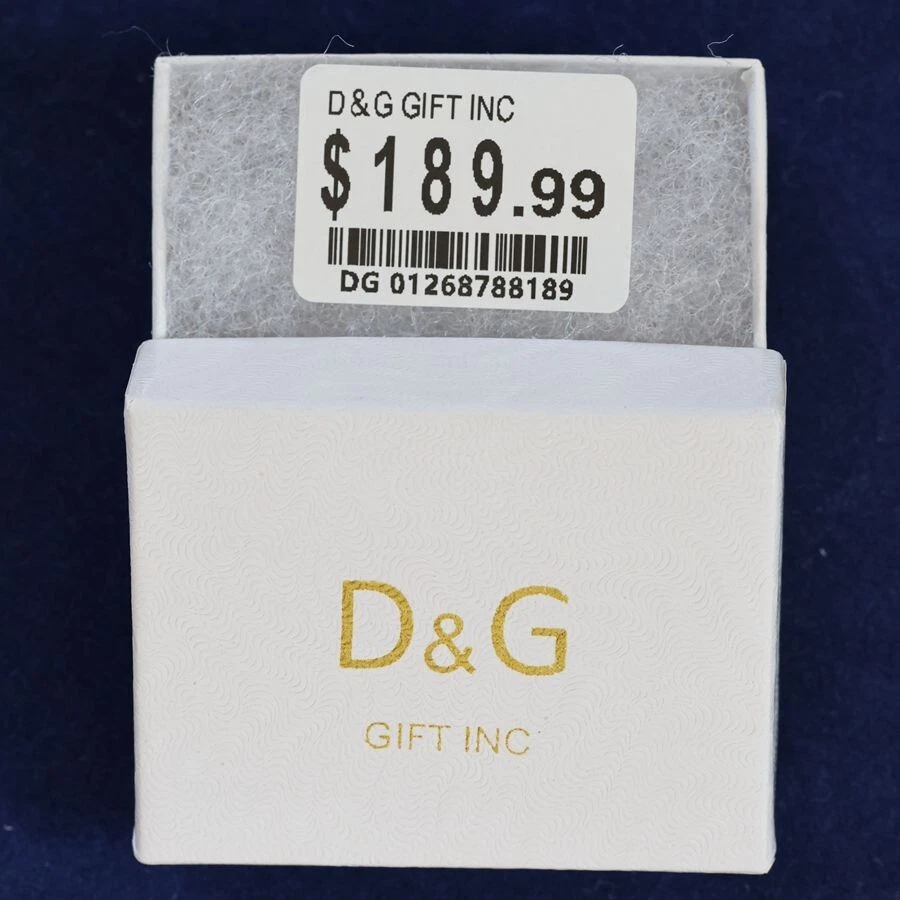 D&G GIFT INC
$189.99
DG 01268788189
D&G
GIFT INC